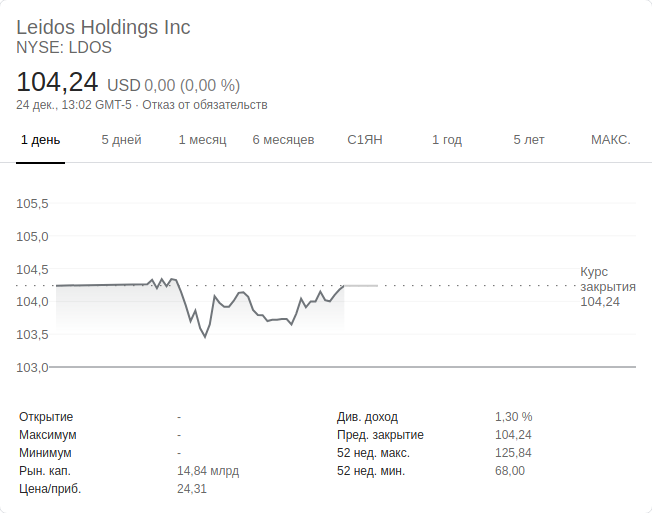 Leidos Holdings Inc
NYSE: LDOS
104,24 USD 0,00 (0,00 %)
24 дек., 13:02 GMT-5 · Отказ от обязательств
1 день 5 дней 1 месяц 6 месяцев С1ЯН 1 год 5 лет МАКС.
105,5
105,0
104,5
104,0
103,5
103,0
Курс
закрытия
104,24
Открытие -
Максимум -
Минимум -
Рын. кап. 14,84 млрд
Цена/приб. 24,31
Див. доход 1,30 %
Пред. закрытие 104,24
52 нед. макс. 125,84
52 нед. мин. 68,00